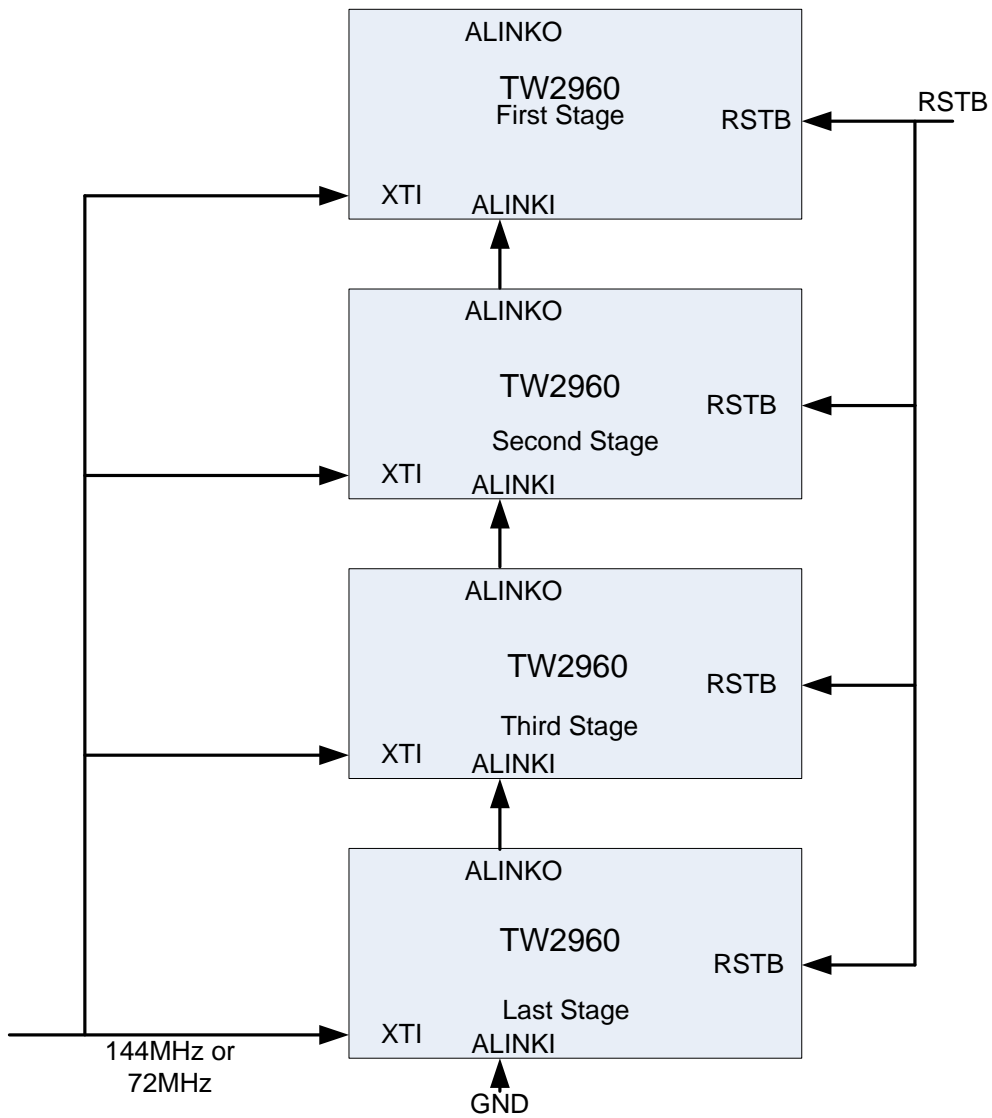 ALINKO
TW2960
First Stage
RSTB
RSTB
XTI
ALINKI
ALINKO
TW2960
RSTB
Second Stage
XTI
ALINKI
ALINKO
TW2960
RSTB
Third Stage
XTI
ALINKI
ALINKO
TW2960
RSTB
Last Stage
XTI
ALINKI
144MHz or
72MHz
GND